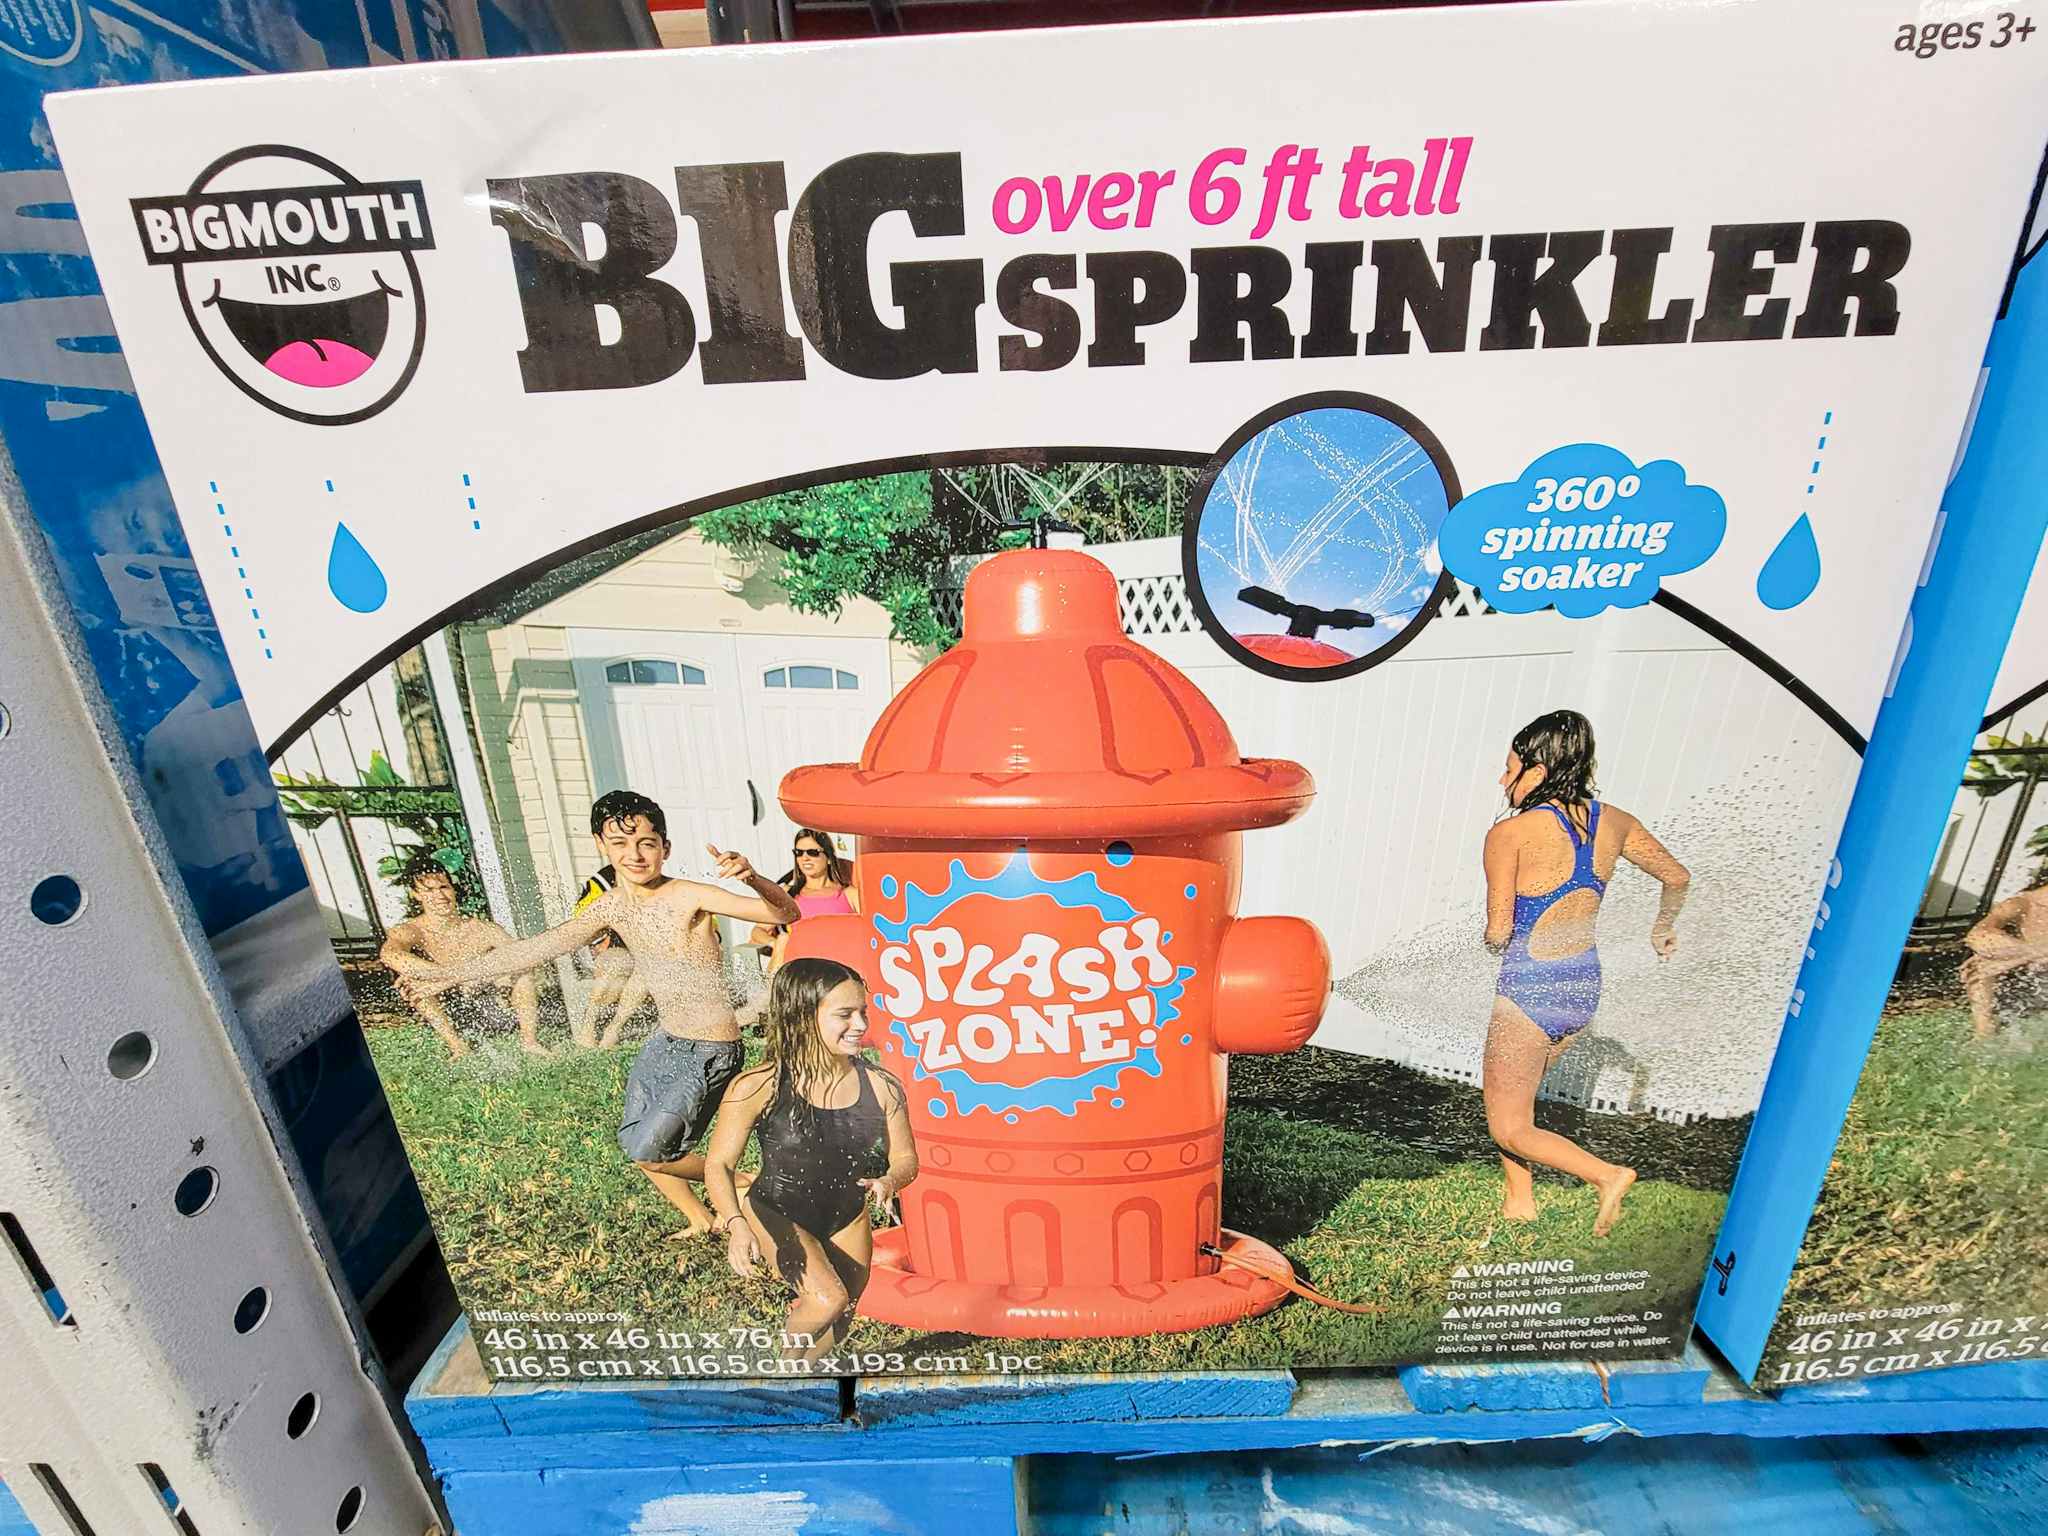 ages 3+
BIGMOUTH
INC®
BIG over 6 ft tall
SPRINKLER
360º
spinning
soaker
SPLASH
ZONE!
WARNING
This is not a life-saving device.
Do not leave child unattended
WARNING
This is not a life-saving device. Do
not leave child unattended while
device is in use. Not for use in water.
inflates to approx.
46 in x 46 in x 76 in
116.5 cm x 116.5 cm x 193 cm 1pc
inflates to approx.
46 in x 46 in x
116.5 cm x 116.5